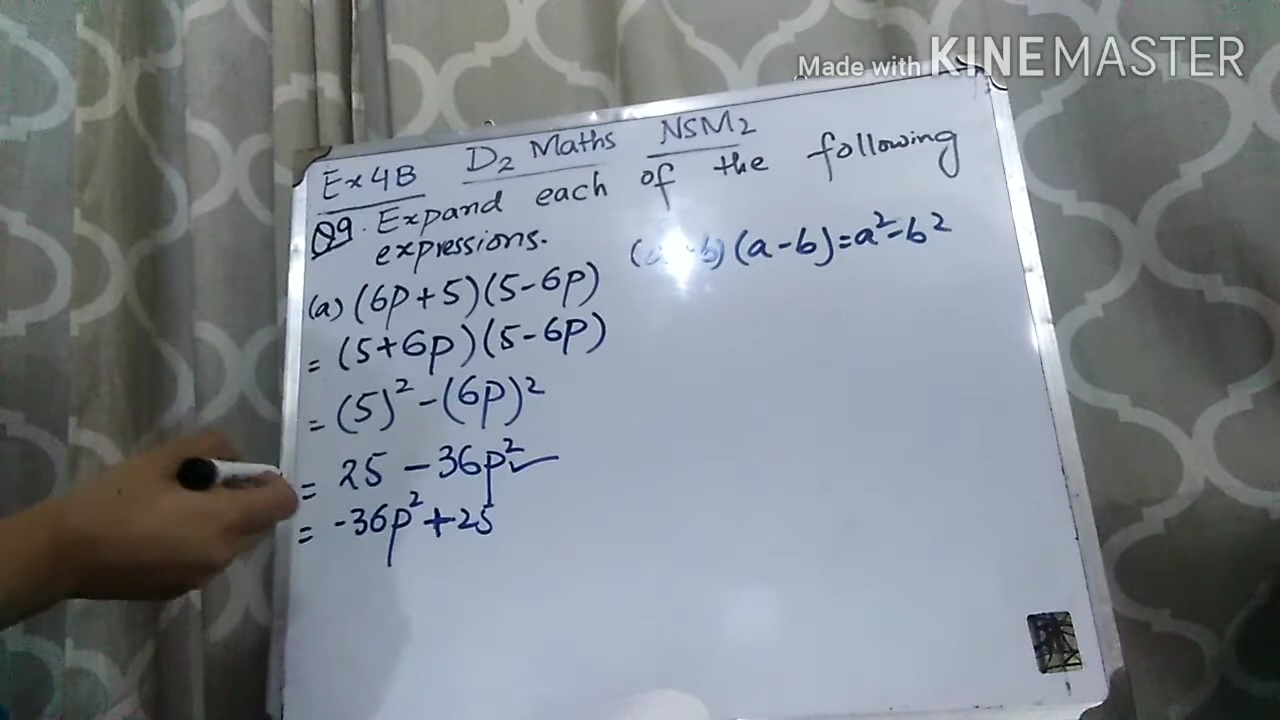 Made with KINEMASTER
Ex 4B D2 Maths NSM2
Q9. Expand each of the following
expressions.
(a-b)=a²-b²
(a) (6p+5)(5-6p)
= (5+6p)(5-6p)
= (5)²-(6p)²
= 25 - 36p²
= -36p²+25